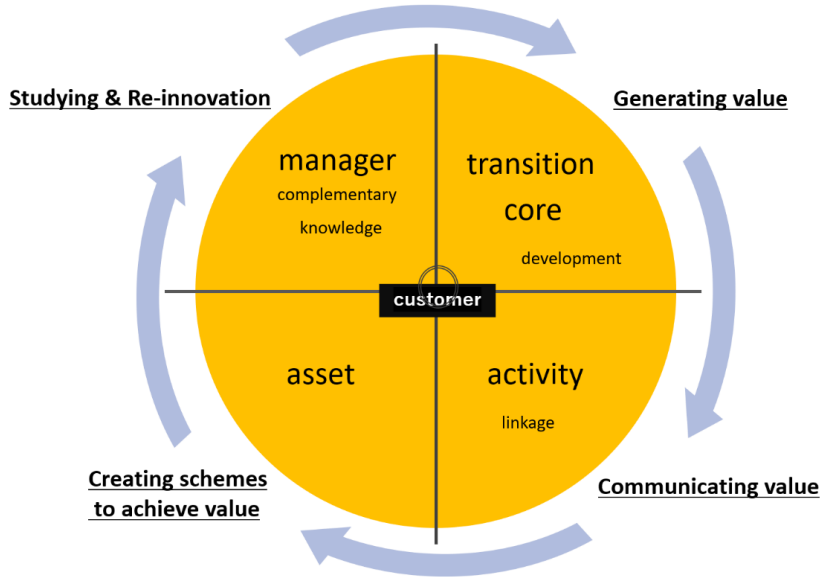 Studying & Re-innovation
Generating value
manager
complementary
knowledge
transition
core
development
customer
asset
activity
linkage
Creating schemes
to achieve value
Communicating value